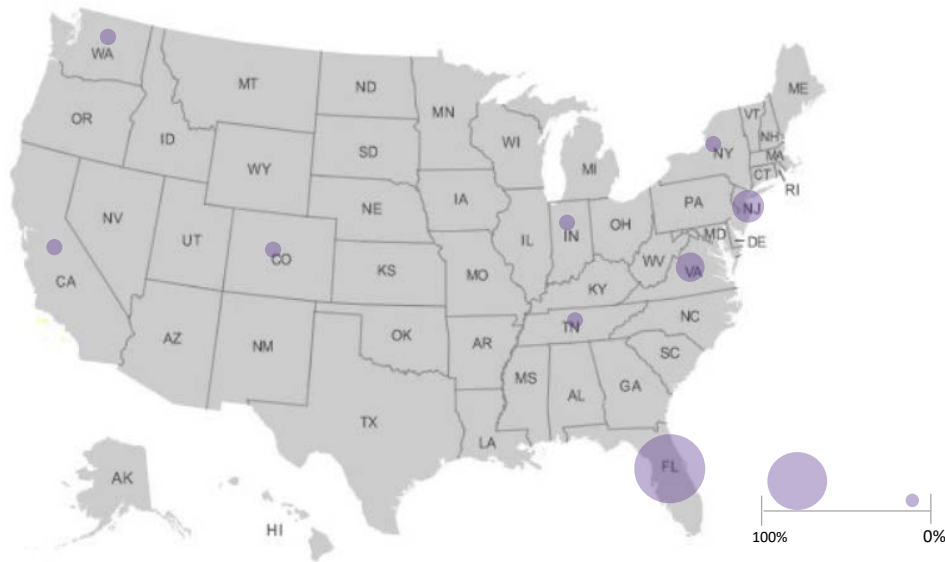 WA
MT
ND
MN
ME
VT
NH
OR
ID
SD
WI
NY
MA
WY
MI
CT
RI
IA
NE
PA
NJ
NV
UT
CO
IL
IN
OH
MD
DE
CA
KS
MO
WV
VA
KY
AZ
NM
OK
AR
TN
NC
SC
MS
AL
GA
TX
LA
FL
AK
HI
100%
0%